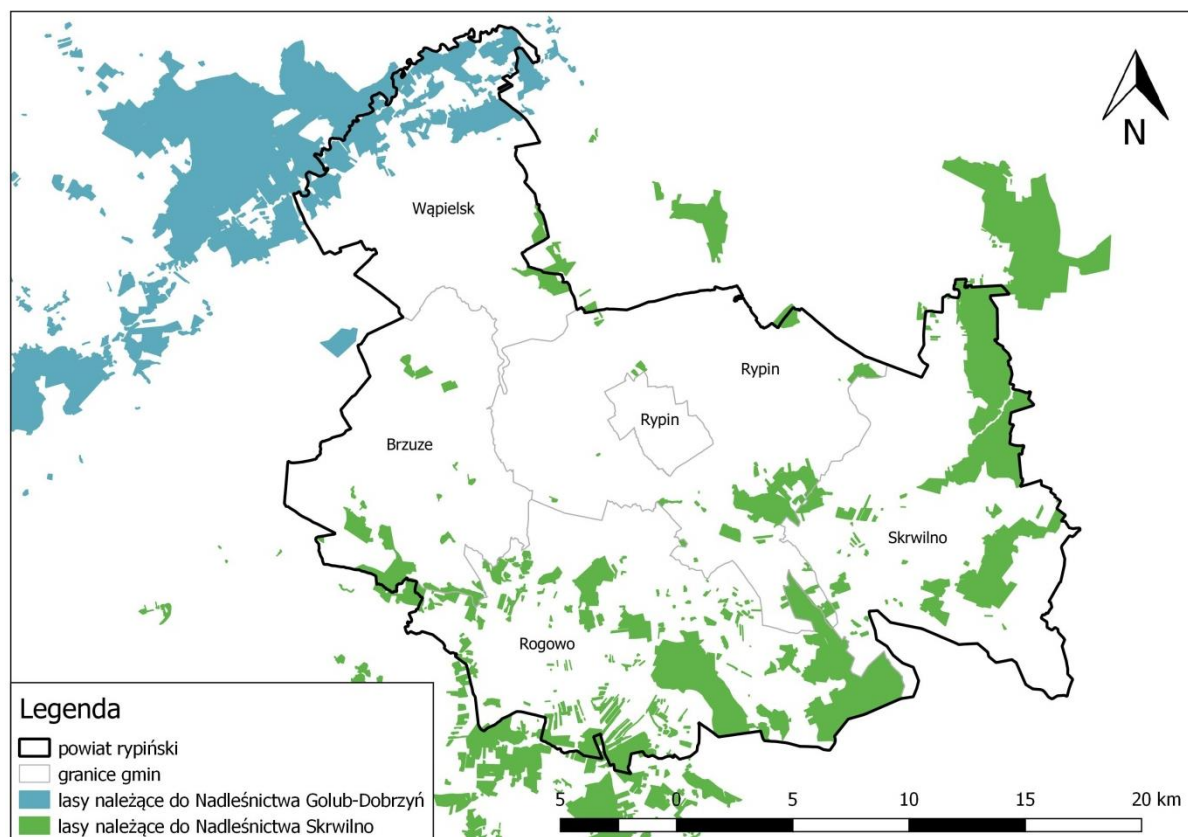 N
Wąpielsk
Rypin
Rypin
Brzuze
Skrwilno
Rogowo
Legenda
powiat rypiński
granice gmin
lasy należące do Nadleśnictwa Golub-Dobrzyń
lasy należące do Nadleśnictwa Skrwilno
5 0 5 10 15 20 km